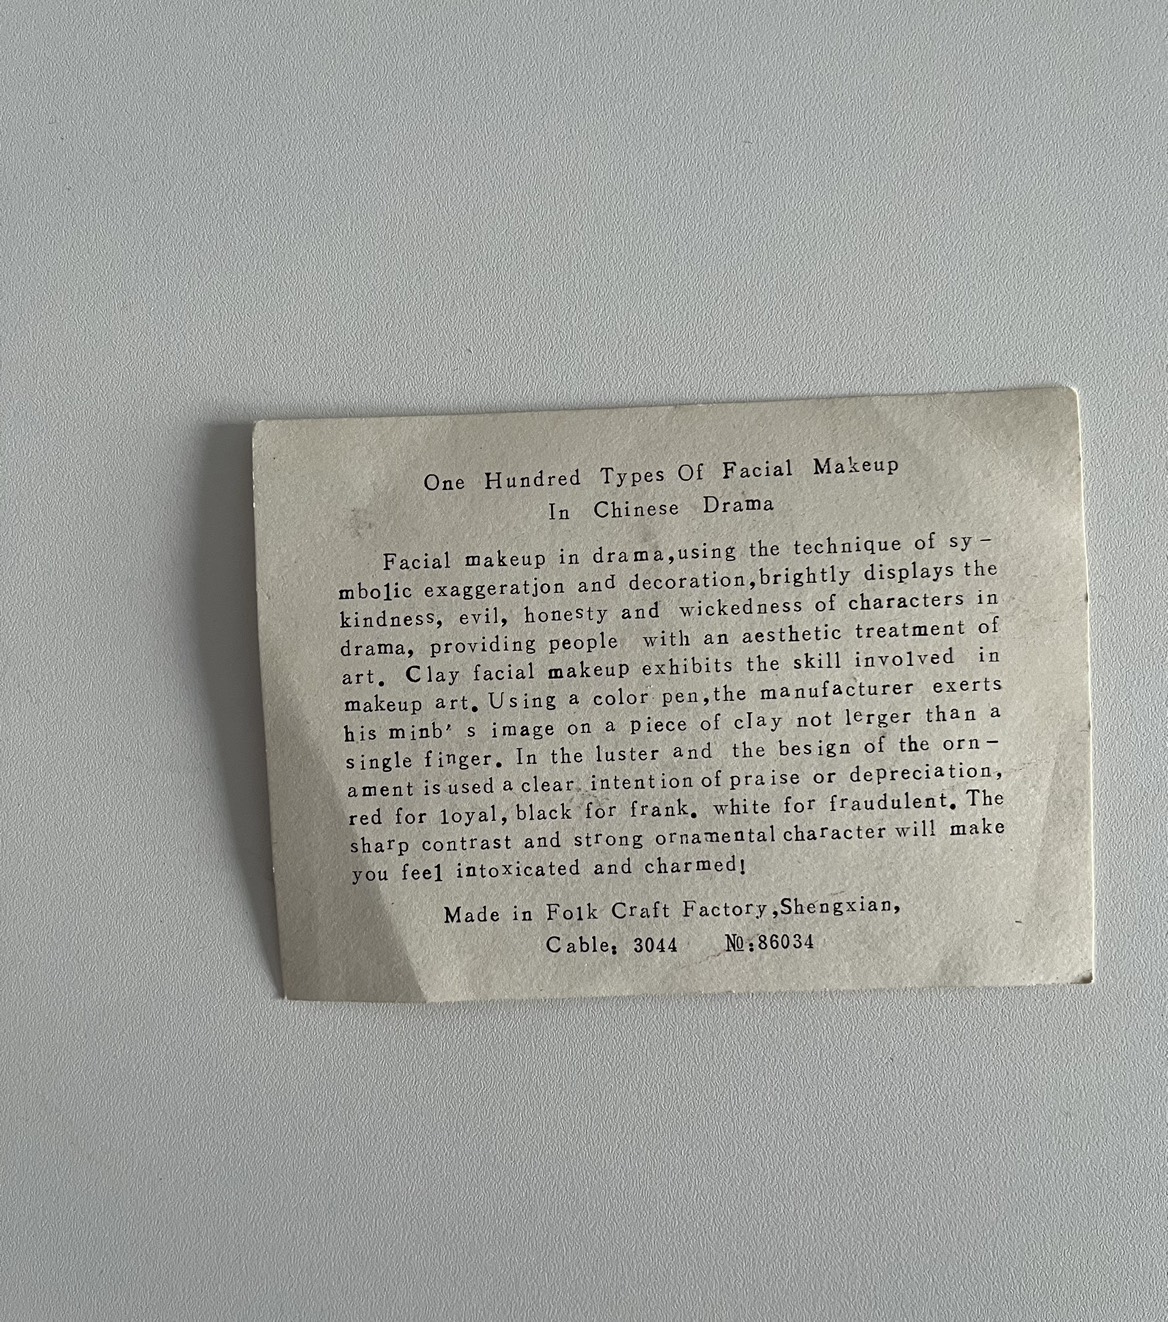 One Hundred Types Of Facial Makeup
In Chinese Drama
Facial makeup in drama,using the technique of sy-
mbolic exaggeratjon and decoration,brightly displays the
kindness, evil, honesty and wickedness of characters in
drama, providing people with an aesthetic treatment of
art. Clay facial makeup exhibits the skill involved in
makeup art. Using a color pen,the manufacturer exerts
his minb's image on a piece of cIay not lerger than a
single finger. In the luster and the besign of the orn-
ament is used a clear intention of praise or depreciation,
red for loyal, black for frank. white for fraudulent. The
sharp contrast and strong ornamental character will make
you feel intoxicated and charmed!
Made in Folk Craft Factory,Shengxian,
Cable: 3044 №:86034